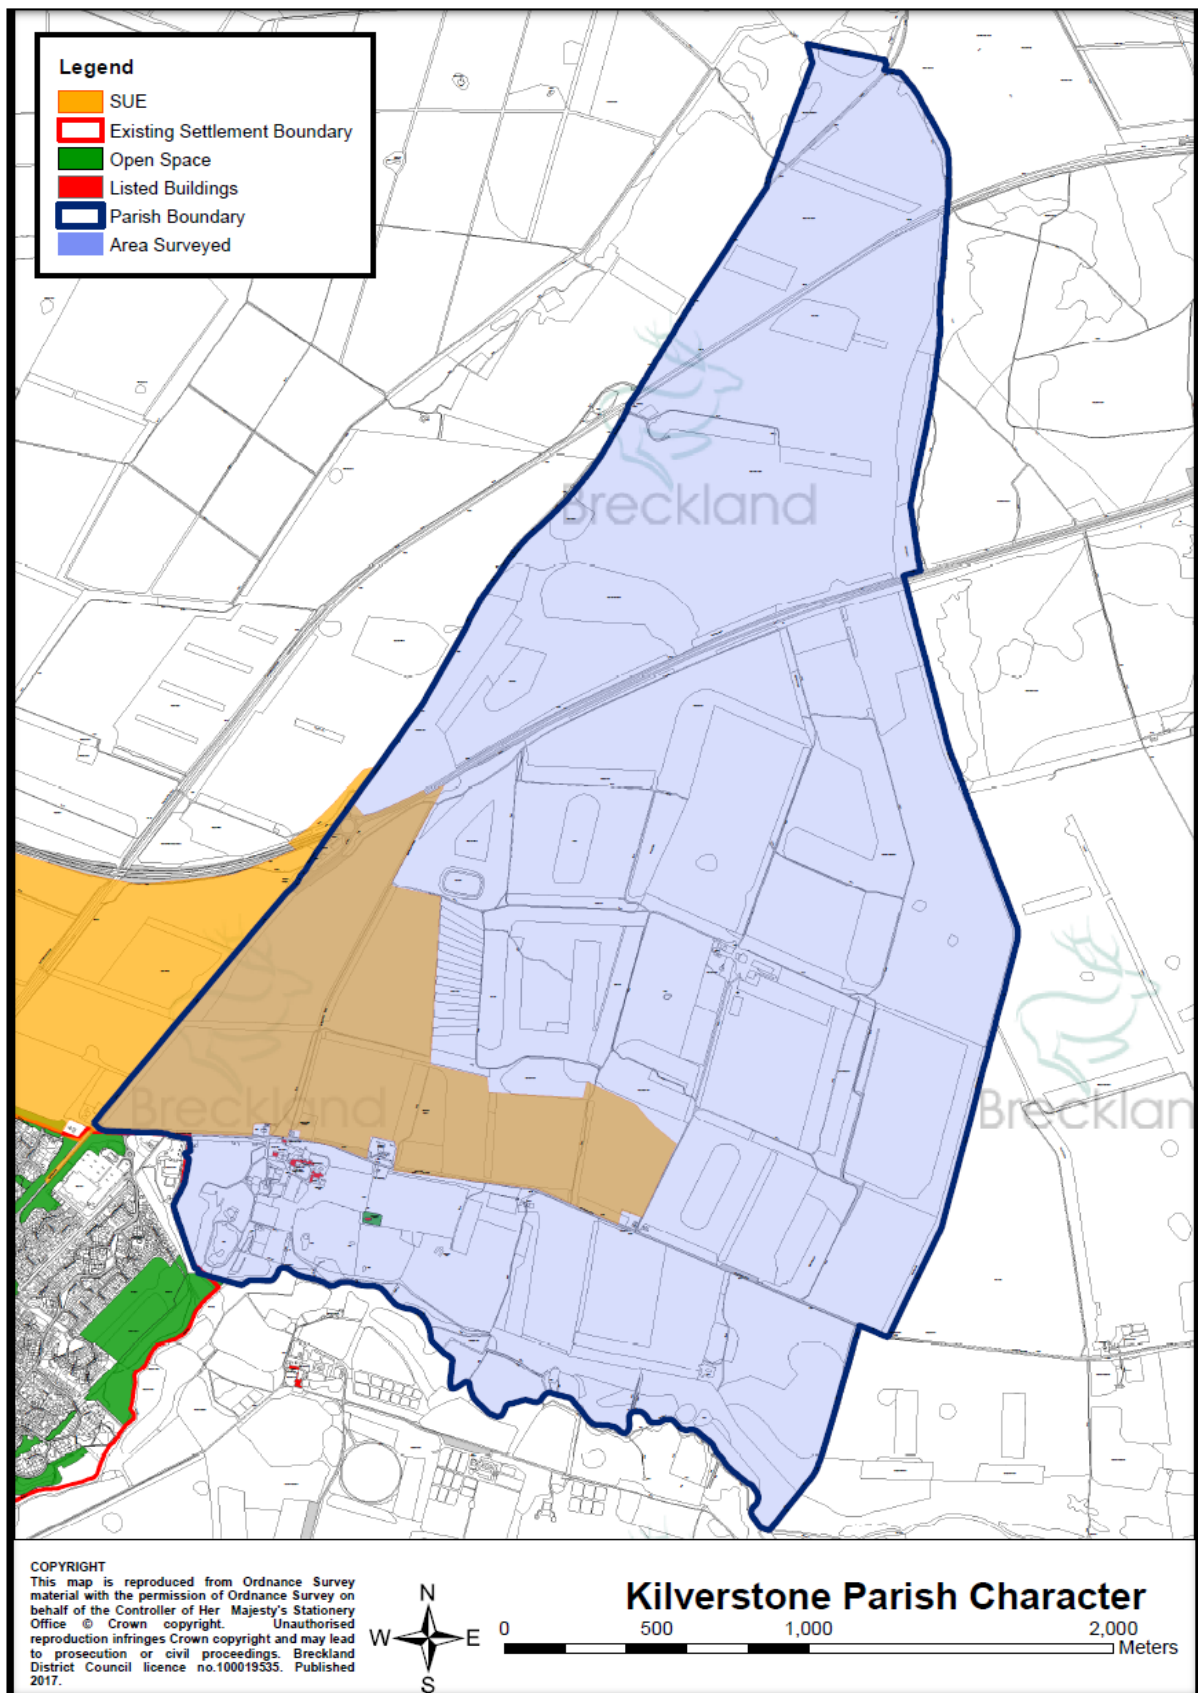 Legend
SUE
Existing Settlement Boundary
Open Space
Listed Buildings
Parish Boundary
Area Surveyed
Breckland
Breckland
Brecklan
COPYRIGHT
This map is reproduced from Ordnance Survey
material with the permission of Ordnance Survey on
behalf of the Controller of Her Majesty's Stationery
Office © Crown copyright. Unauthorised
reproduction infringes Crown copyright and may lead
to prosecution or civil proceedings. Breckland
District Council licence no.100019535. Published
2017.
N
W E
S
Kilverstone Parish Character
0 500 1,000 2,000
Meters